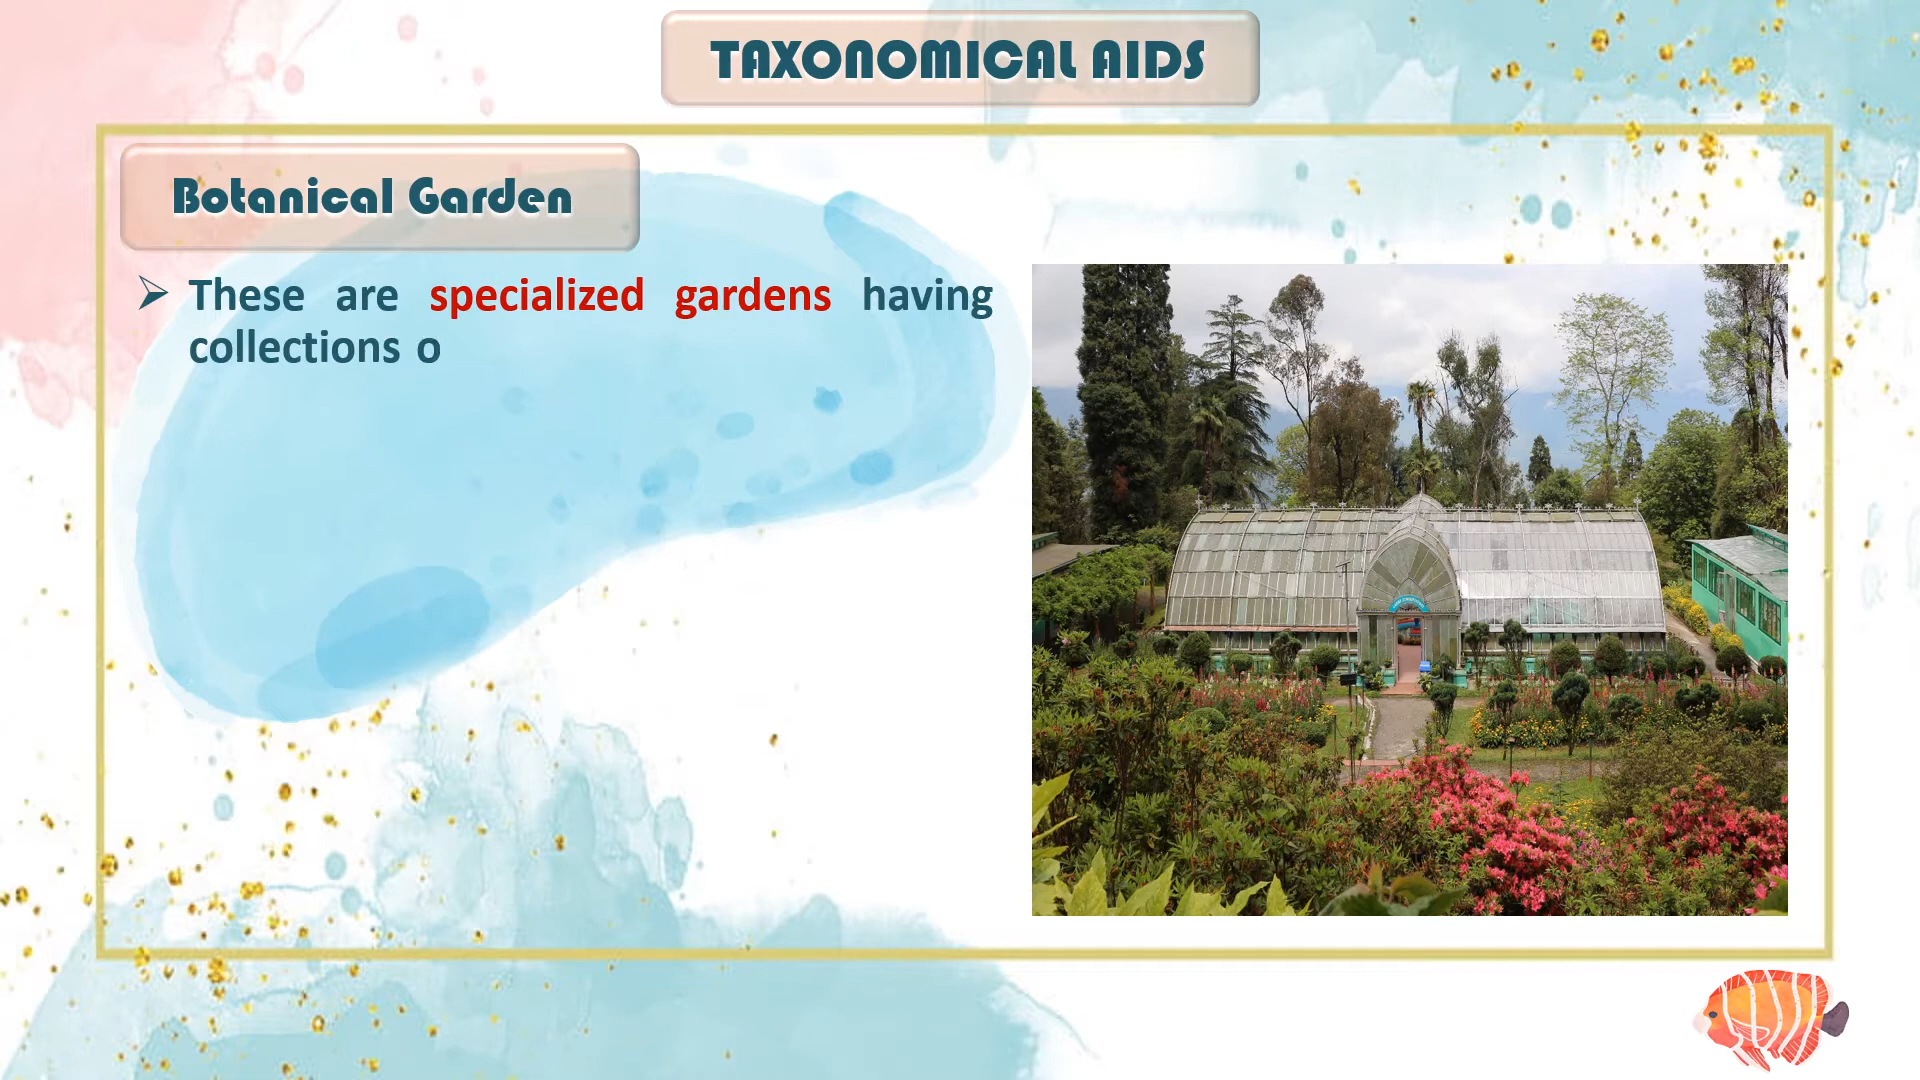 TAXONOMICAL AIDS
Botanical Garden
These are specialized gardens having
collections o